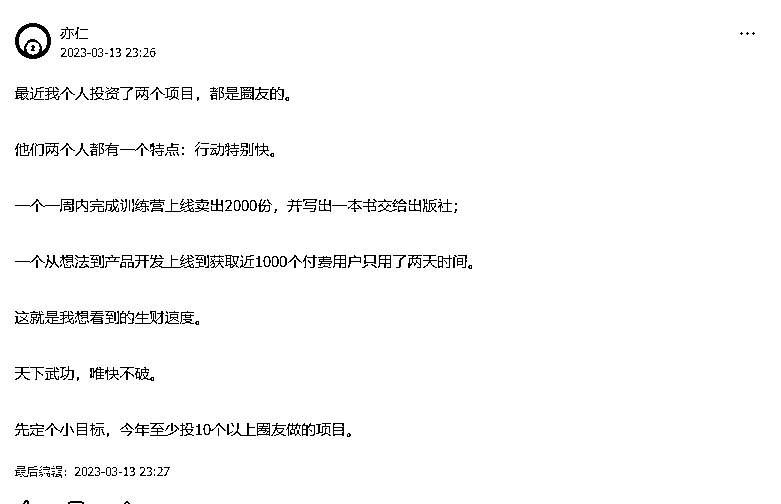 亦仁
2023-03-13 23:26
最近我个人投资了两个项目，都是圈友的。
他们两个人都有一个特点：行动特别快。
一个一周内完成训练营上线卖出2000份，并写出一本书交给出版社；
一个从想法到产品开发上线到获取近1000个付费用户只用了两天时间。
这就是我想看到的生财速度。
天下武功，唯快不破。
先定个小目标，今年至少投10个以上圈友做的项目。
最后编辑：2023-03-13 23:27